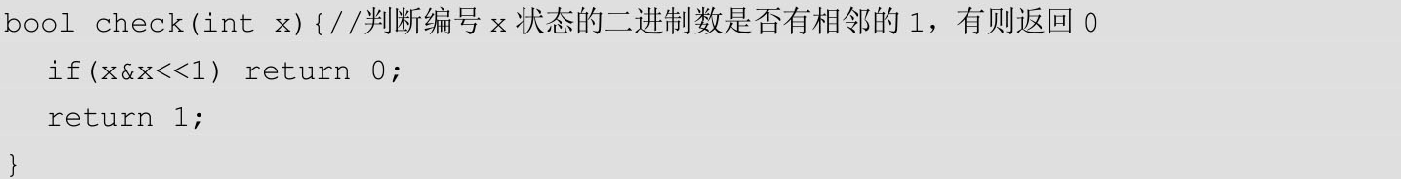 bool check(int x){//判断编号 x 状态的二进制数是否有相邻的 1，有则返回 0
if(x&x<<1) return 0;
return 1;
}